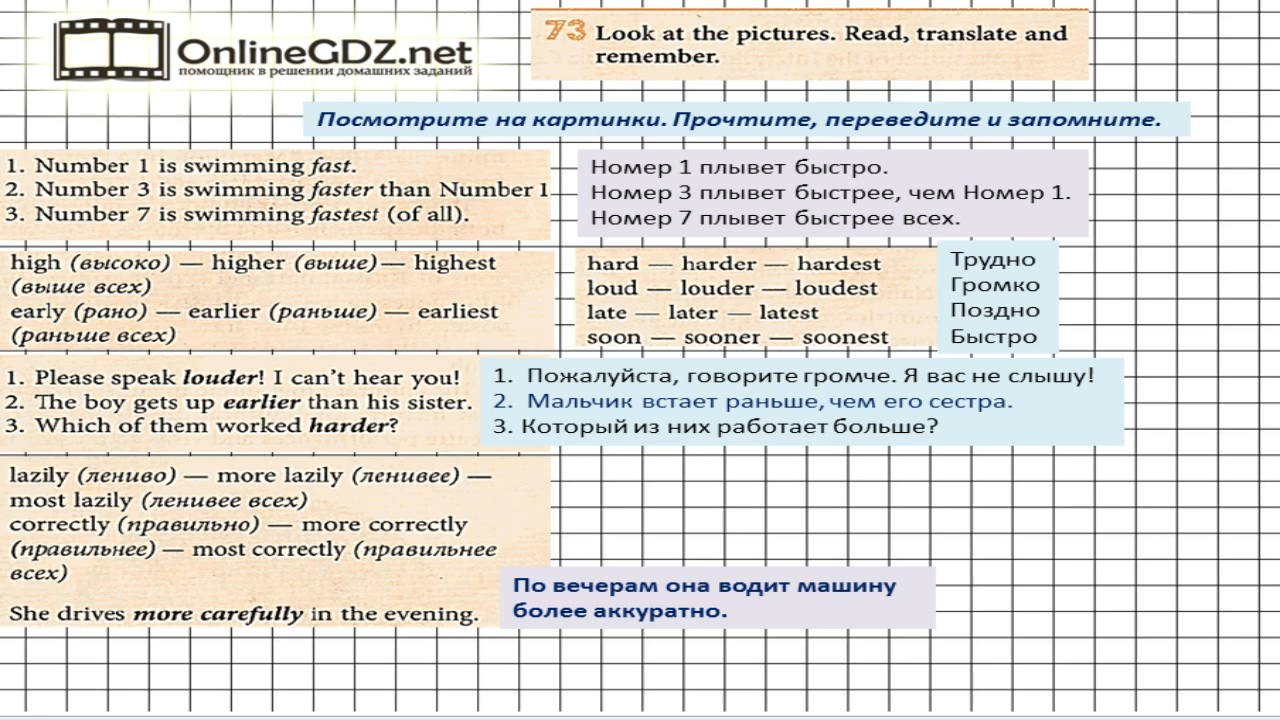 OnlineGDZ.net
помощник в решении домашних заданий
73 Look at the pictures. Read, translate and
remember.
Посмотрите на картинки. Прочтите, переведите и запомните.
1. Number 1 is swimming fast.
2. Number 3 is swimming faster than Number 1
3. Number 7 is swimming fastest (of all).
Номер 1 плывет быстро.
Номер 3 плывет быстрее, чем Номер 1.
Номер 7 плывет быстрее всех.
high (высоко) — higher (выше) — highest
(выше всех)
early (рано) — earlier (раньше) — earliest
(раньше всех)
hard — harder — hardest
loud — louder — loudest
late — later — latest
soon — sooner — soonest
Трудно
Громко
Поздно
Быстро
1. Please speak louder! I can't hear you!
2. The boy gets up earlier than his sister.
3. Which of them worked harder?
1. Пожалуйста, говорите громче. Я вас не слышу!
2. Мальчик встает раньше, чем его сестра.
3. Который из них работает больше?
lazily (лениво) — more lazily (ленивее) —
most lazily (ленивее всех)
correctly (правильно) — more correctly
(правильнее) — most correctly (правильнее
всех)
She drives more carefully in the evening.
По вечерам она водит машину
более аккуратно.